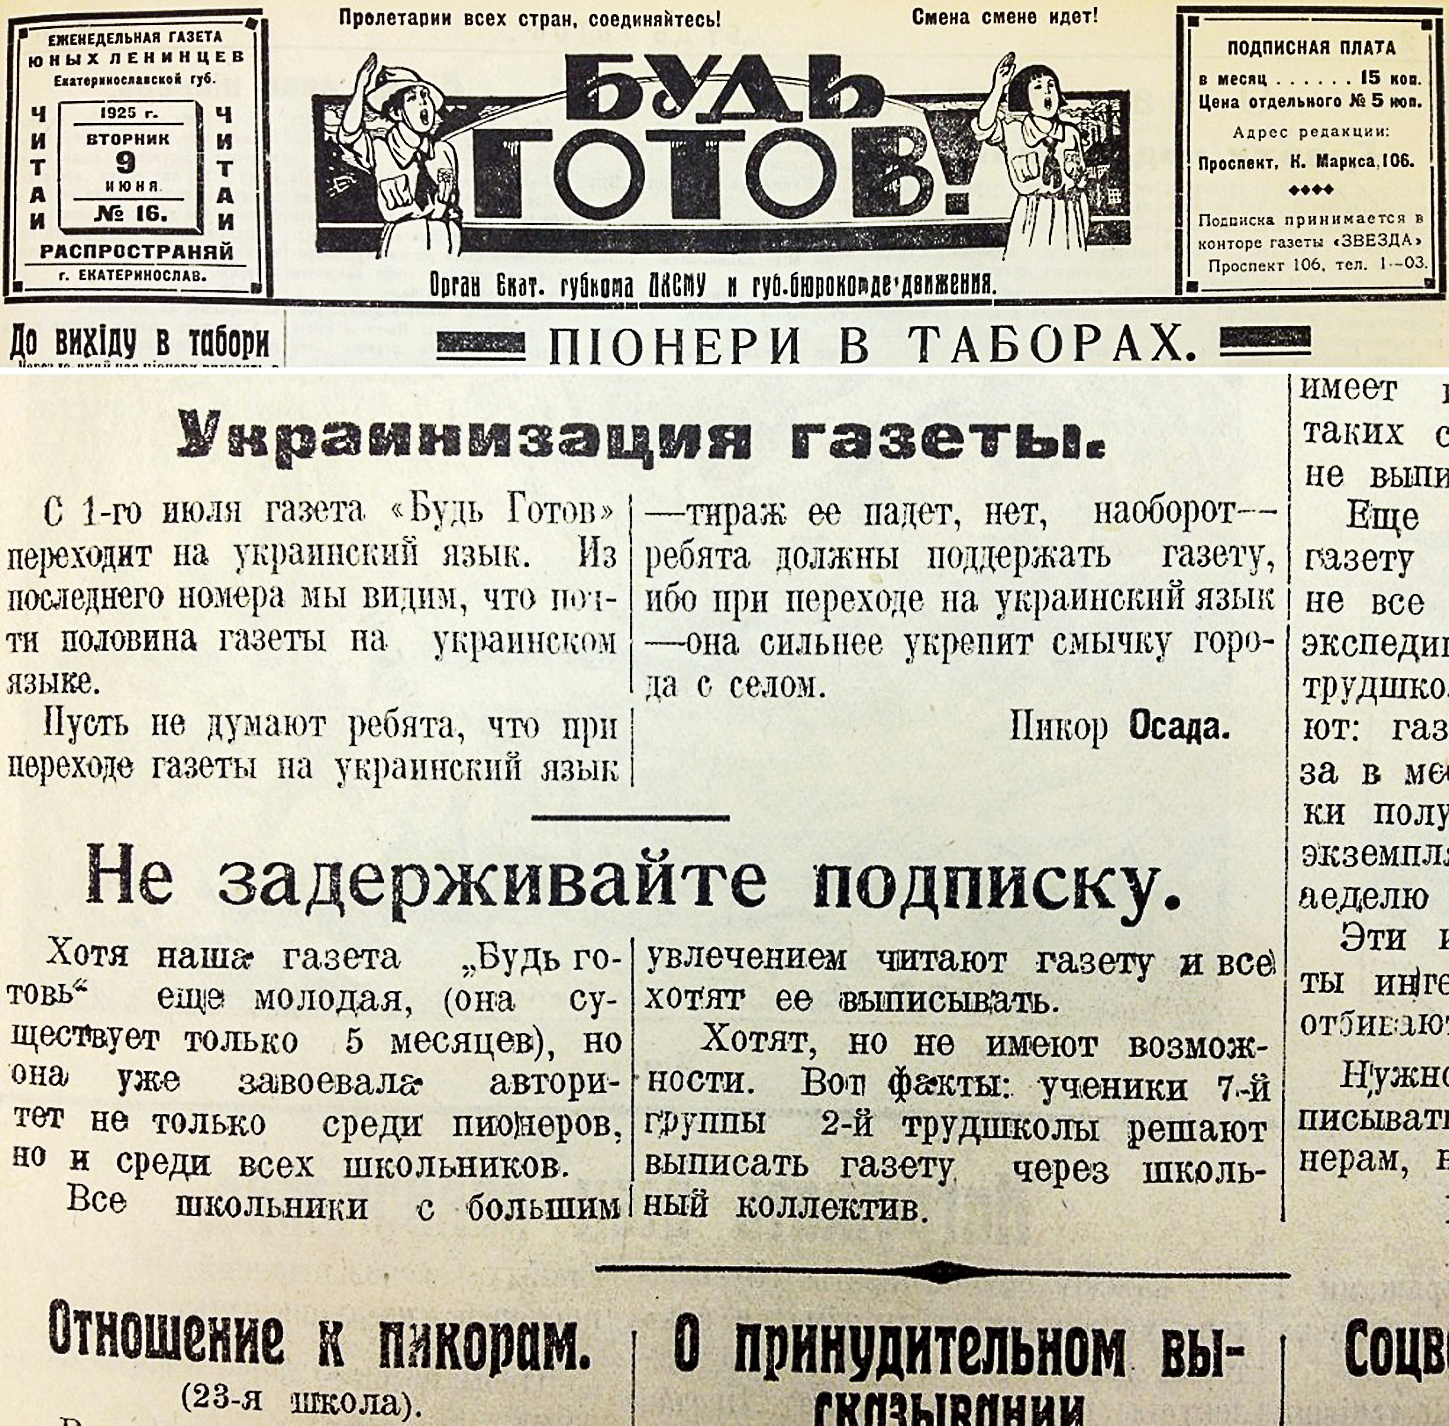 Пролетарии всех стран, соединяйтесь!
Смена смене идет!
ЕЖЕНЕДЕЛЬНАЯ ГАЗЕТА
ЮНЫХ ЛЕНИНЦЕВ
Екатеринославской губ.
ЧИТАЙ
1925 г.
ВТОРНИК
9
ИЮНЯ
№ 16.
ЧИТАЙ
РАСПРОСТРАНЯЙ
г. ЕКАТЕРИНОСЛАВ.
БУДЬ
ГОТОВ!
Орган Екат. губкома ЛКСМУ и губ.бюрокомде'движения.
ПОДПИСНАЯ ПЛАТА
в месяц . . . . . . 15 коп.
Цена отдельного № 5 коп.
Адрес редакции:
Проспект, К. Маркса, 106.
Подписка принимается в
конторе газеты «ЗВЕЗДА»
Проспект 106, тел. 1--03.
До вихіду в табори
ПІОНЕРИ В ТАБОРАХ.
Украинизация газеты.
С 1-го июля газета «Будь Готов»
переходит на украинский язык. Из
последнего номера мы видим, что поч-
ти половина газеты на украинском
языке.
Пусть не думают ребята, что при
переходе газеты на украинский язык
—тираж ее падет, нет, наоборот—
ребята должны поддержать газету,
ибо при переходе на украинский язык
—она сильнее укрепит смычку горо-
да с селом.
Пикор Осада.
Не задерживайте подписку.
Хотя наша газета „Будь го-
товь“ еще молодая, (она су-
ществует только 5 месяцев), но
она уже завоевала автори-
тет не только среди пионеров,
но и среди всех школьников.
Все школьники с большим
увлечением читают газету и все
хотят ее выписывать.
Хотят, но не имеют возмож-
ности. Вот факты: ученики 7-й
группы 2-й трудшколы решают
выписать газету через школь-
ный коллектив.
имеет
таких с
не выпи
Еще
газету
не все
экспедиц
трудшко
ют: газ
за в ме
ки полу
экземпл
неделю
Эти
ты инте
отбивают
Нужно
писывать
нерам,
Отношение к пикорам.
(23-я школа).
О принудительном вы-
сказывании
Соцв